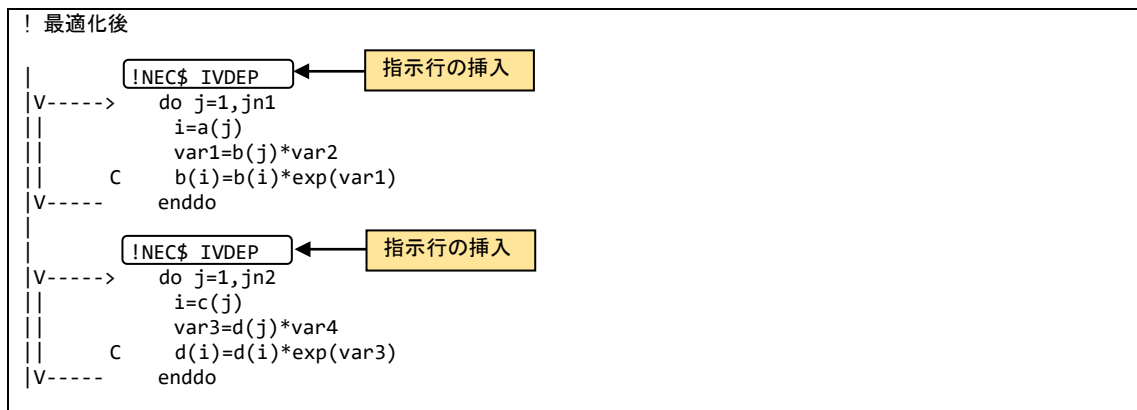 ! 最適化後
|          !NEC$ IVDEP 指示行の挿入
|V----->    do j=1,jn1
||            i=a(j)
||            var1=b(j)*var2
||      C     b(i)=b(i)*exp(var1)
|V-----     enddo
|
|          !NEC$ IVDEP 指示行の挿入
|V----->    do j=1,jn2
||            i=c(j)
||            var3=d(j)*var4
||      C     d(i)=d(i)*exp(var3)
|V-----     enddo